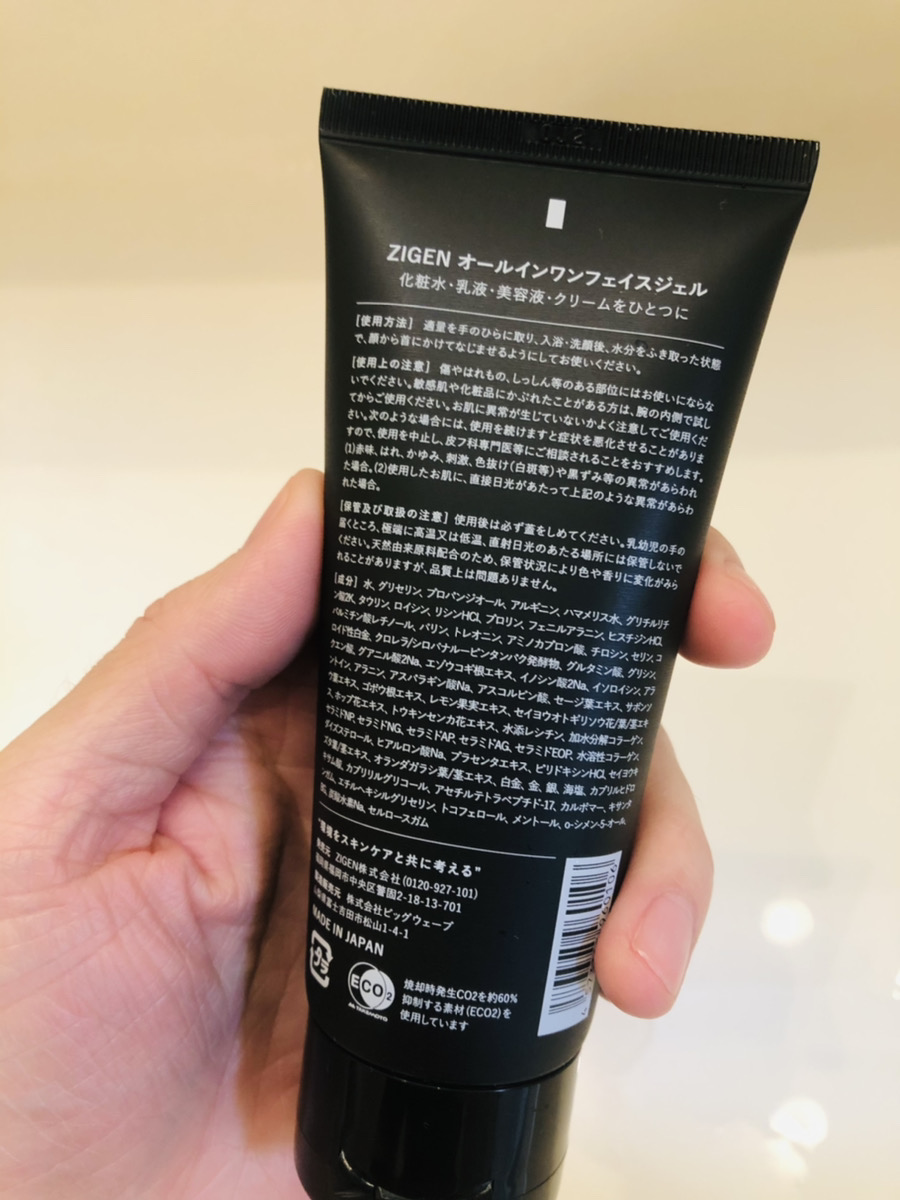 ZIGEN オールインワンフェイスジェル
化粧水・乳液・美容液・クリームをひとつに
[使用方法] 適量を手のひらに取り、入浴・洗顔後、水分をふき取った状態
で、顔から首にかけてなじませるようにしてお使いください。
[使用上の注意] 傷やはれもの、しっしん等のある部位にはお使いにならな
いでください。敏感肌や化粧品にかぶれたことがある方は、腕の内側で試し
てからご使用ください。お肌に異常が生じていないかよく注意してご使用くだ
さい。次のような場合には、使用を続けますと症状を悪化させることがありま
すので、使用を中止し、皮フ科専門医等にご相談されることをおすすめします。
(1)赤味、はれ、かゆみ、刺激、色抜け(白斑等)や黒ずみ等の異常があらわれ
た場合。(2)使用したお肌に、直接日光があたって上記のような異常があらわ
れた場合。
[保管及び取扱の注意] 使用後は必ず蓋をしめてください。乳幼児の手の
届くところ、極端に高温又は低温、直射日光のあたる場所には保管しないで
ください。天然由来原料配合のため、保管状況により色や香りに変化がみら
れることがありますが、品質上は問題ありません。
[成分] 水、グリセリン、プロパンジオール、アルギニン、ハマメリス水、グリチルリチ
ン酸2K、タウリン、ロイシン、リシンHCl、プロリン、フェニルアラニン、ヒスチジンHCl、
パルミチン酸レチノール、バリン、トレオニン、アミノカプロン酸、チロシン、セリン、コ
ロイド性白金、クロレラ/シロバナルーピンタンパク発酵物、グルタミン酸、グリシン、
クエン酸、グアニル酸2Na、エゾウコギ根エキス、イノシン酸2Na、イソロイシン、アラ
ントイン、アラニン、アスパラギン酸Na、アスコルビン酸、セージ葉エキス、サボンソ
ウ葉エキス、ゴボウ根エキス、レモン果実エキス、セイヨウオトギリソウ花/葉/茎エキ
ス、ホップ花エキス、トウキンセンカ花エキス、水添レシチン、加水分解コラーゲン、
セラミドNP、セラミドNG、セラミドAP、セラミドAG、セラミドEOP、水溶性コラーゲン、
ダイズステロール、ヒアルロン酸Na、プラセンタエキス、ピリドキシンHCl、セイヨウキ
ズタ葉/茎エキス、オランダガラシ葉/茎エキス、白金、金、銀、海塩、カプリルヒドロ
キサム酸、カプリリルグリコール、アセチルテトラペプチド-17、カルボマー、キサンタ
ンガム、エチルヘキシルグリセリン、トコフェロール、メントール、o-シメン-5-オール、
BG、炭酸水素Na、セルロースガム
"環境をスキンケアと共に考える"
発売元 ZIGEN株式会社(0120-927-101)
福岡県福岡市中央区警固2-18-13-701
製造販売元 株式会社ビッグウェーブ
山梨県富士吉田市松山1-4-1
MADE IN JAPAN
プラ
ECO2
焼却時発生CO2を約60%
抑制する素材(ECO2)を
使用しています